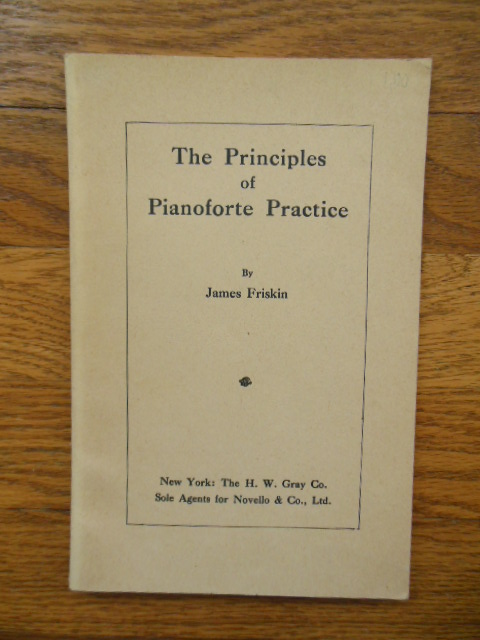 The Principles
of
Pianoforte Practice
By
James Friskin
New York: The H. W. Gray Co.
Sole Agents for Novello & Co., Ltd.